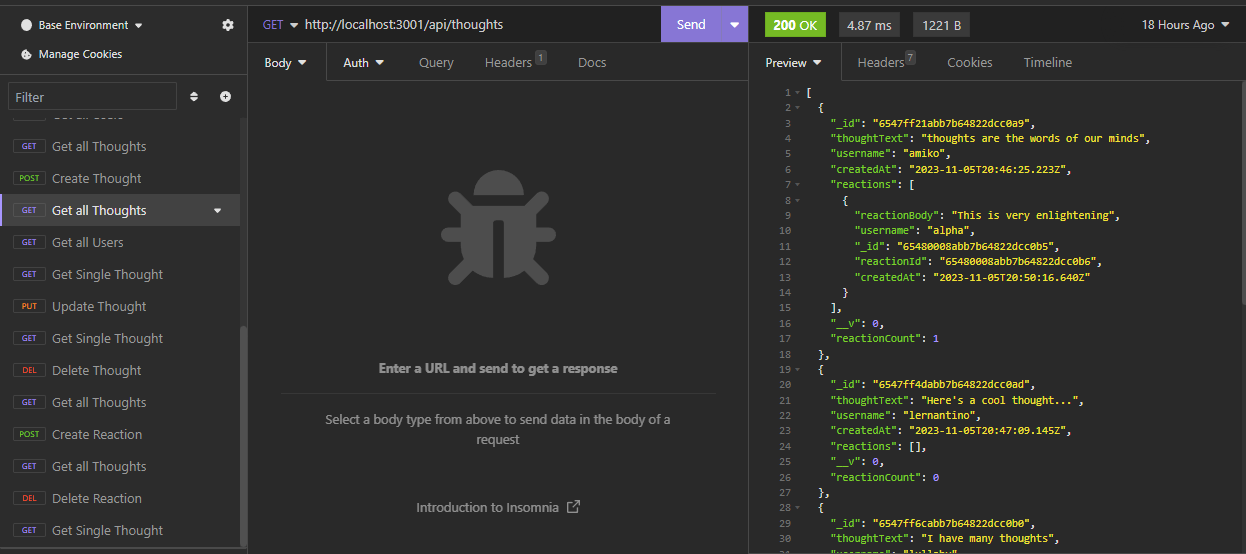 Base Environment
Manage Cookies
Filter
GET Get all Thoughts
POST Create Thought
GET Get all Thoughts
GET Get all Users
GET Get Single Thought
PUT Update Thought
GET Get Single Thought
DEL Delete Thought
GET Get all Thoughts
POST Create Reaction
GET Get all Thoughts
DEL Delete Reaction
GET Get Single Thought
GET http://localhost:3001/api/thoughts Send
Body Auth Query Headers 1 Docs
Enter a URL and send to get a response
Select a body type from above to send data in the body of a
request
Introduction to Insomnia
200 OK 4.87 ms 1221 B 18 Hours Ago
Preview Headers 7 Cookies Timeline
1 [
2 {
3 "_id": "6547ff21abb7b64822dcc0a9",
4 "thoughtText": "thoughts are the words of our minds",
5 "username": "amiko",
6 "createdAt": "2023-11-05T20:46:25.223Z",
7 "reactions": [
8 {
9 "reactionBody": "This is very enlightening",
10 "username": "alpha",
11 "_id": "65480008abb7b64822dcc0b5",
12 "reactionId": "65480008abb7b64822dcc0b6",
13 "createdAt": "2023-11-05T20:50:16.640Z"
14 }
15 ],
16 "__v": 0,
17 "reactionCount": 1
18 },
19 {
20 "_id": "6547ff4dabb7b64822dcc0ad",
21 "thoughtText": "Here's a cool thought...",
22 "username": "lernantino",
23 "createdAt": "2023-11-05T20:47:09.145Z",
24 "reactions": [],
25 "__v": 0,
26 "reactionCount": 0
27 },
28 {
29 "_id": "6547ff6cabb7b64822dcc0b0",
30 "thoughtText": "I have many thoughts",